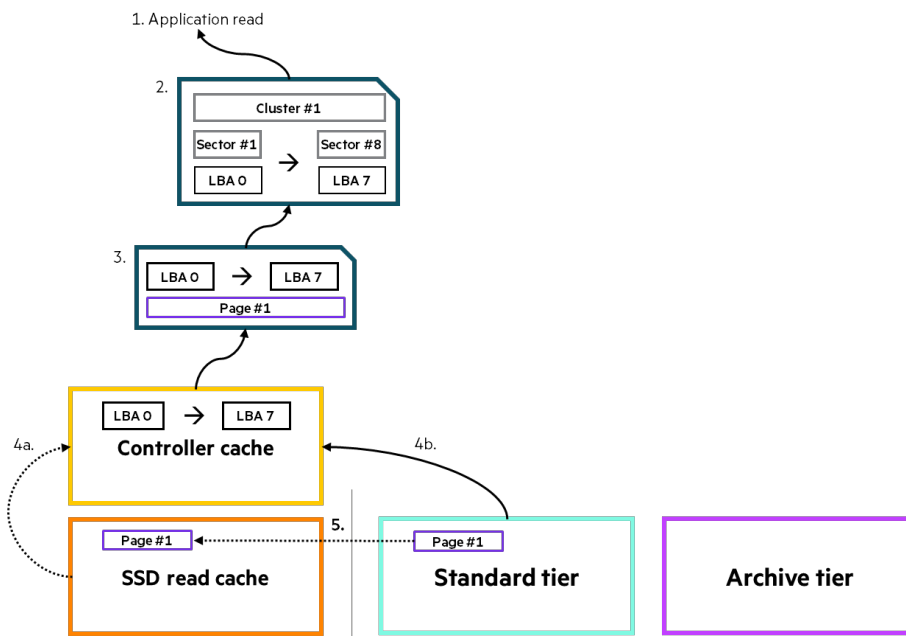 1. Application read
2.
Cluster #1
Sector #1
Sector #8
→
LBA 0
LBA 7
3.
LBA 0 → LBA 7
Page #1
LBA 0 → LBA 7
4a.
4b.
Controller cache
5.
Page #1
Page #1
SSD read cache
Standard tier
Archive tier